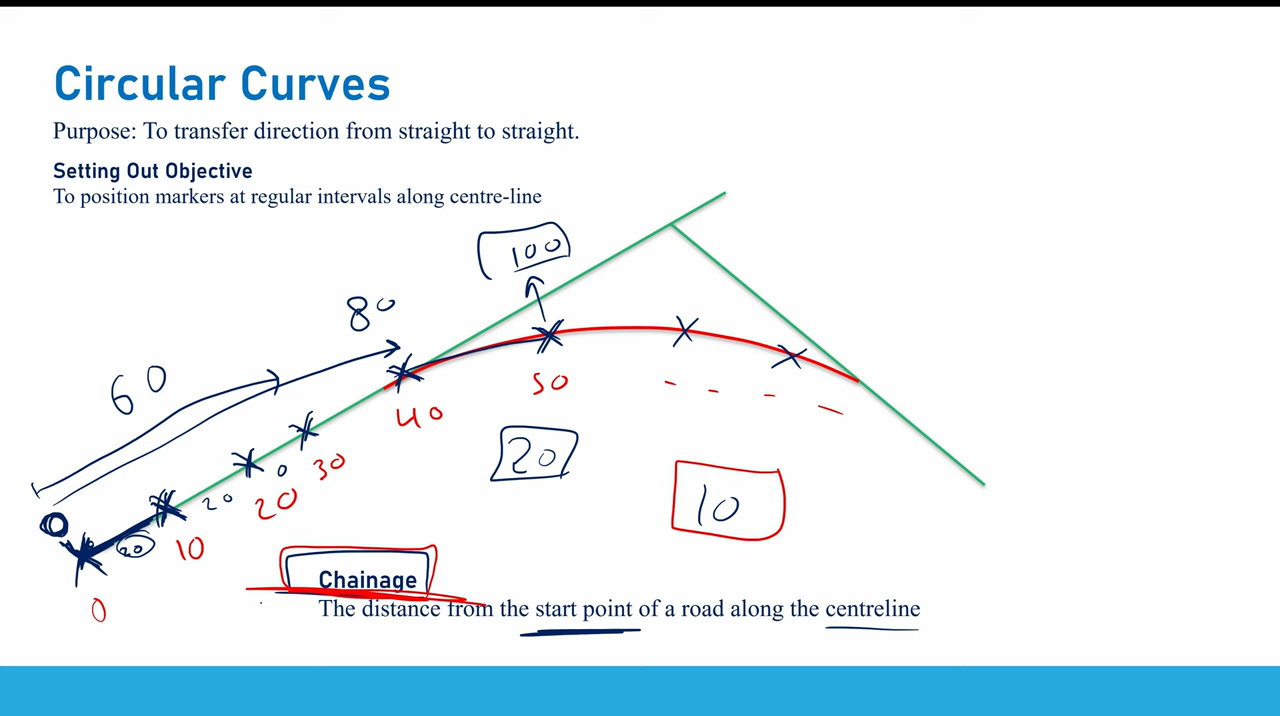 Circular Curves
Purpose: To transfer direction from straight to straight.
Setting Out Objective
To position markers at regular intervals along centre-line
100
80
60
50
40
20
30
0
20
20
10
0
20
10
0
Chainage
The distance from the start point of a road along the centreline